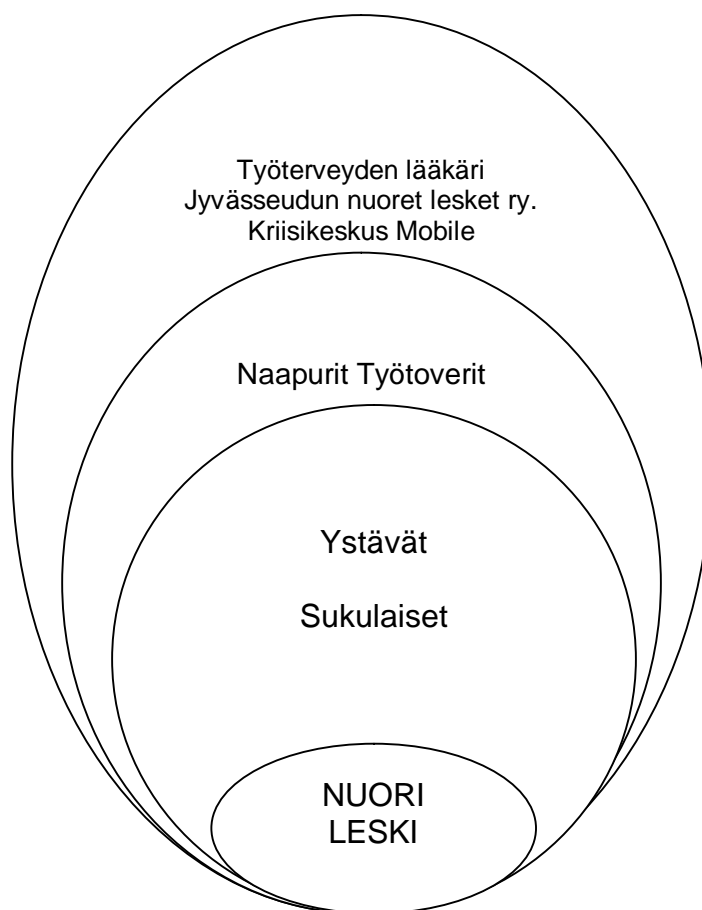 Työterveyden lääkäri
Jyvässeudun nuoret lesket ry.
Kriisikeskus Mobile
Naapurit Työtoverit
Ystävät
Sukulaiset
NUORI
LESKI